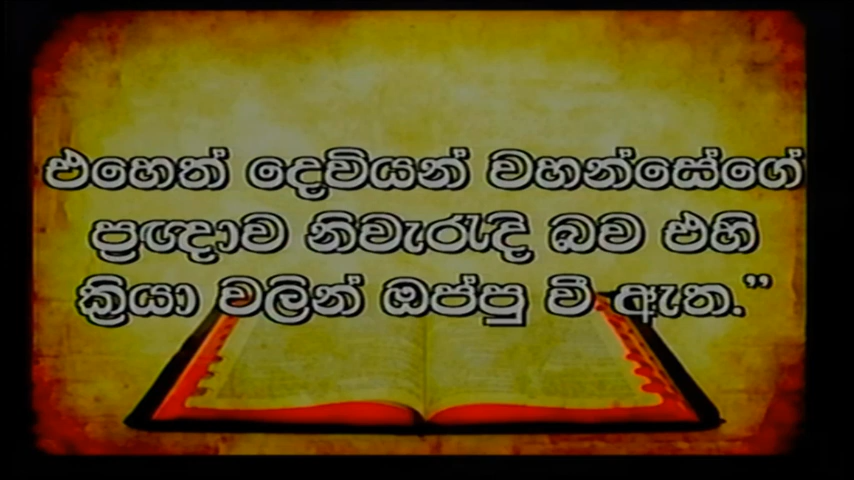 එහෙත් දෙවියන් වහන්සේගේ
ප්‍රඥාව නිවැරැදි බව එහි
ක්‍රියා වලින් ඔප්පු වී ඇත.”